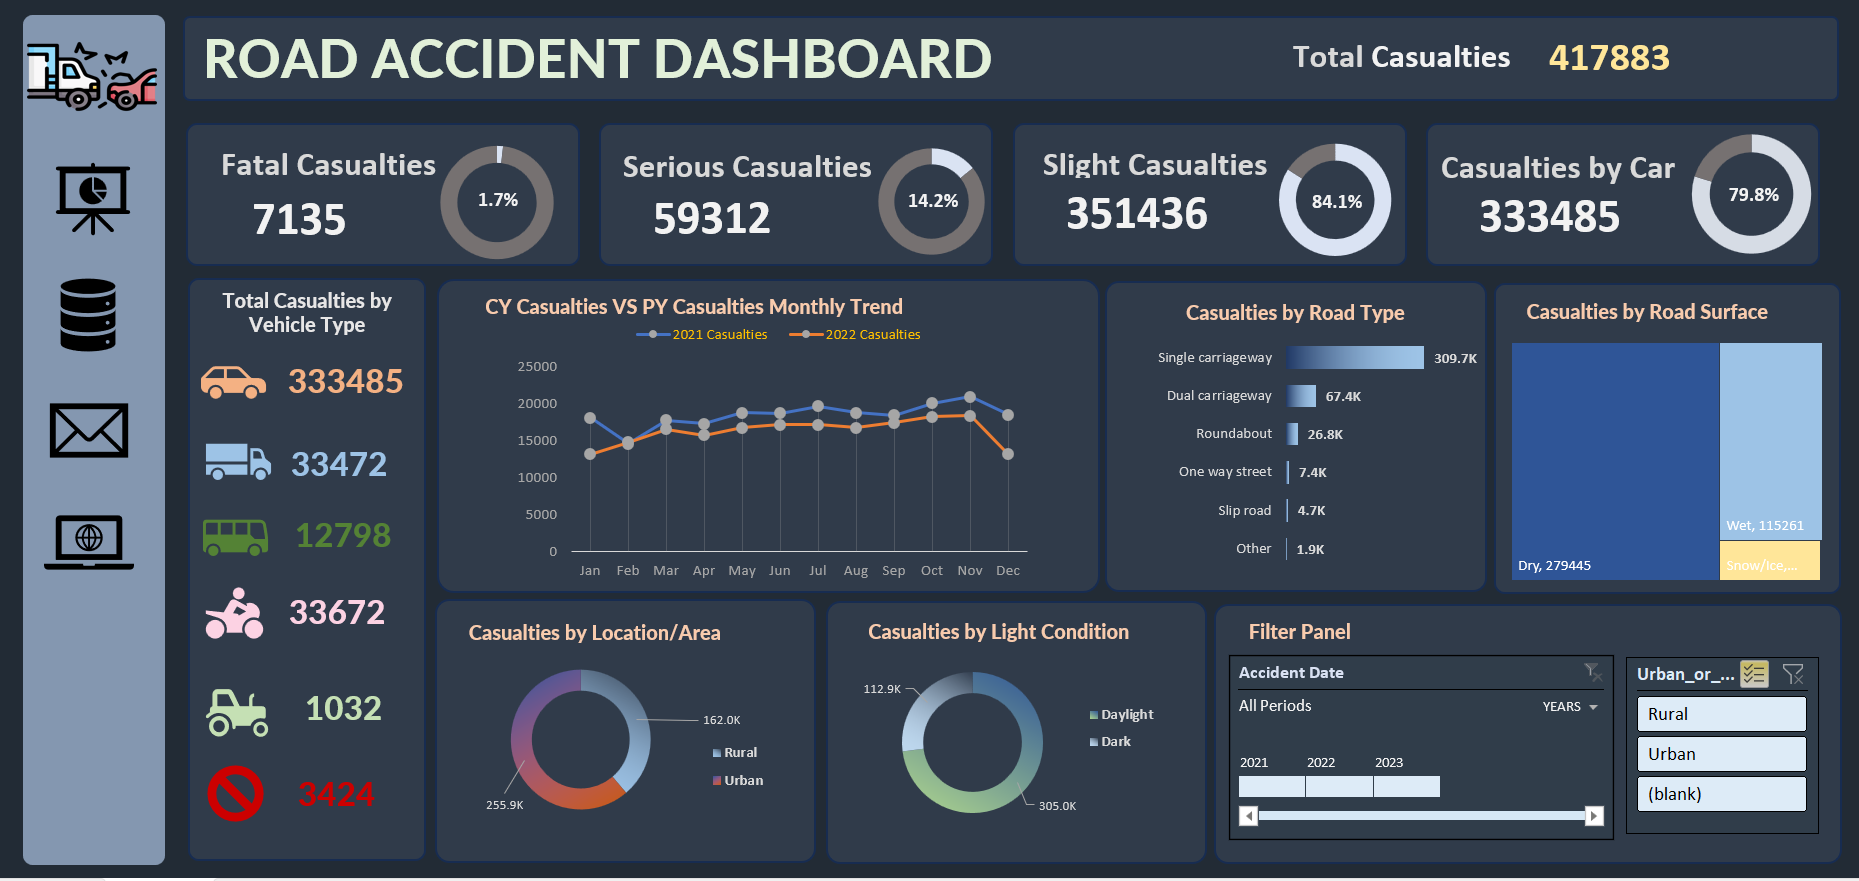 ROAD ACCIDENT DASHBOARD
Total Casualties 417883
Fatal Casualties
7135
1.7%
Serious Casualties
59312
14.2%
Slight Casualties
351436
84.1%
Casualties by Car
333485
79.8%
Total Casualties by
Vehicle Type
333485
33472
12798
33672
1032
3424
CY Casualties VS PY Casualties Monthly Trend
2021 Casualties 2022 Casualties
25000
20000
15000
10000
5000
0
Jan Feb Mar Apr May Jun Jul Aug Sep Oct Nov Dec
Casualties by Road Type
Single carriageway 309.7K
Dual carriageway 67.4K
Roundabout 26.8K
One way street 7.4K
Slip road 4.7K
Other 1.9K
Casualties by Road Surface
Wet, 115261
Dry, 279445
Snow/Ice,...
Casualties by Location/Area
162.0K
Rural
Urban
255.9K
Casualties by Light Condition
112.9K
Daylight
Dark
305.0K
Filter Panel
Accident Date
All Periods YEARS
2021 2022 2023
Urban_or_...
Rural
Urban
(blank)